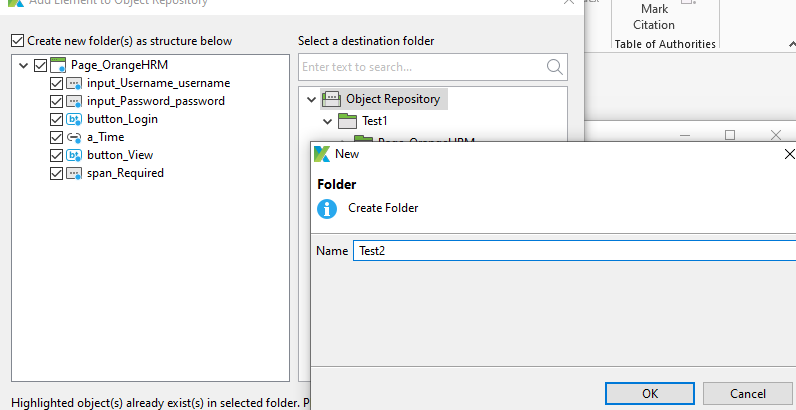 Add Element to Object Repository
Mark
Citation
Table of Authorities
Create new folder(s) as structure below
Select a destination folder
Page_OrangeHRM
input_Username_username
input_Password_password
button_Login
a_Time
button_View
span_Required
Enter text to search...
Object Repository
Test1
Page_OrangeHRM
New
Folder
Create Folder
Name
Test2
OK
Cancel
Highlighted object(s) already exist(s) in selected folder. P